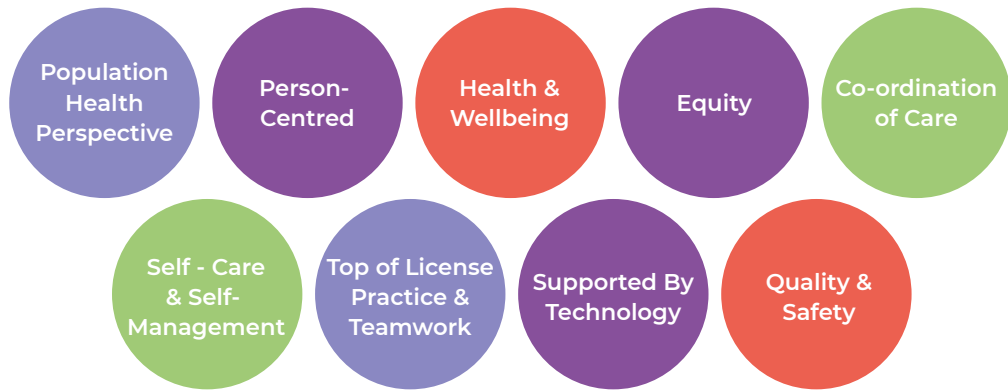 Population
Health
Perspective
Person-
Centred
Health &
Wellbeing
Equity
Co-ordination
of Care
Self - Care
& Self-
Management
Top of License
Practice &
Teamwork
Supported By
Technology
Quality &
Safety